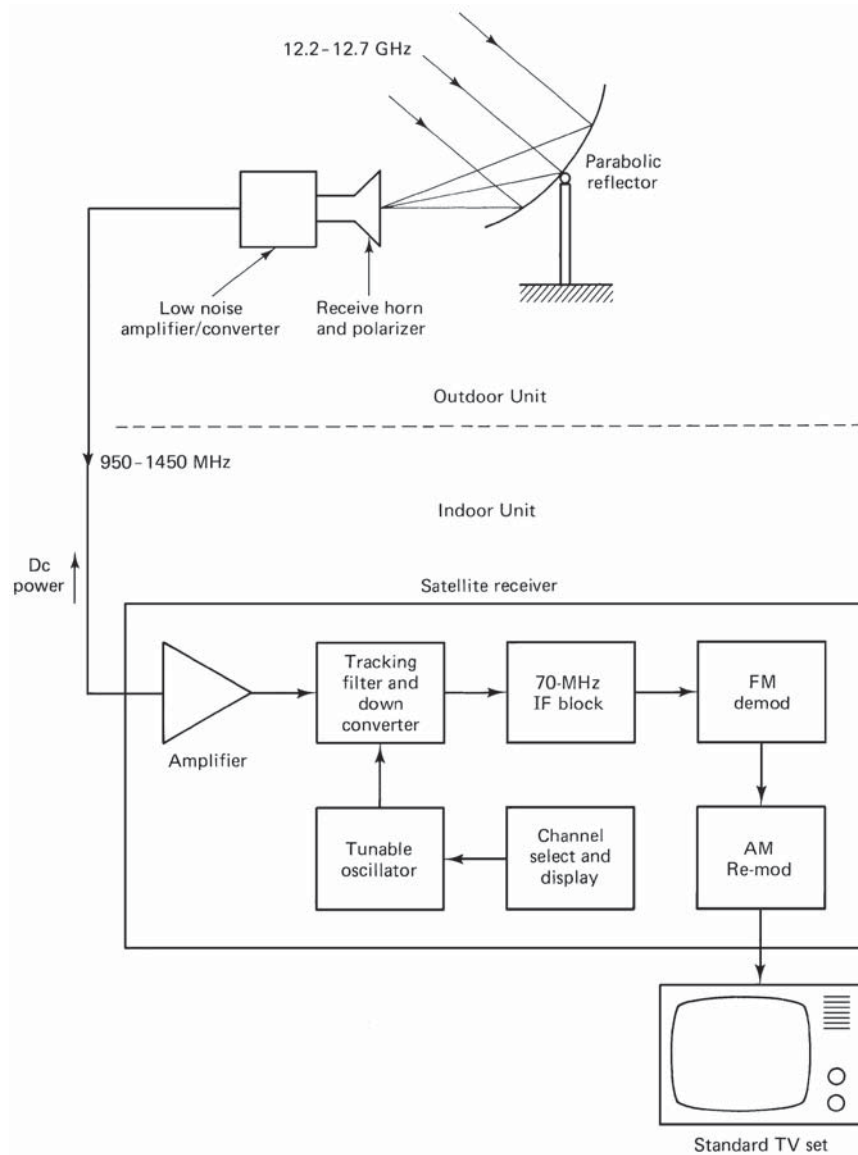 12.2–12.7 GHz
Parabolic
reflector
Low noise
amplifier/converter
Receive horn
and polarizer
Outdoor Unit
950–1450 MHz
Indoor Unit
Dc
power
Satellite receiver
Tracking
filter and
down
converter
70-MHz
IF block
FM
demod
Amplifier
Tunable
oscillator
Channel
select and
display
AM
Re-mod
Standard TV set